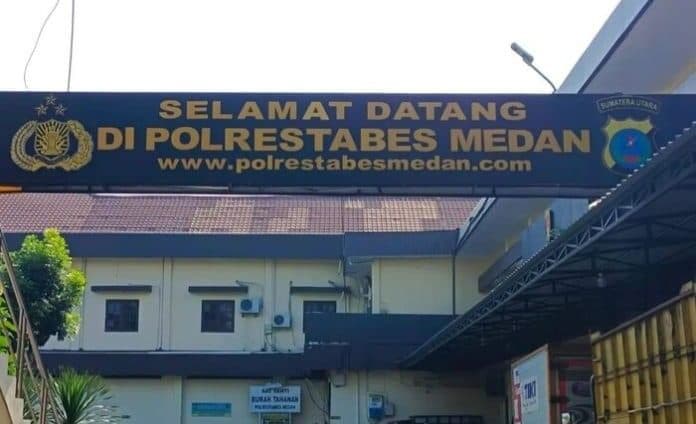 SELAMAT DATANG
DI POLRESTABES MEDAN
www.polrestabesmedan.com
SUMATERA UTARA
RUMAH TAHANAN
POLRESTABES MEDAN